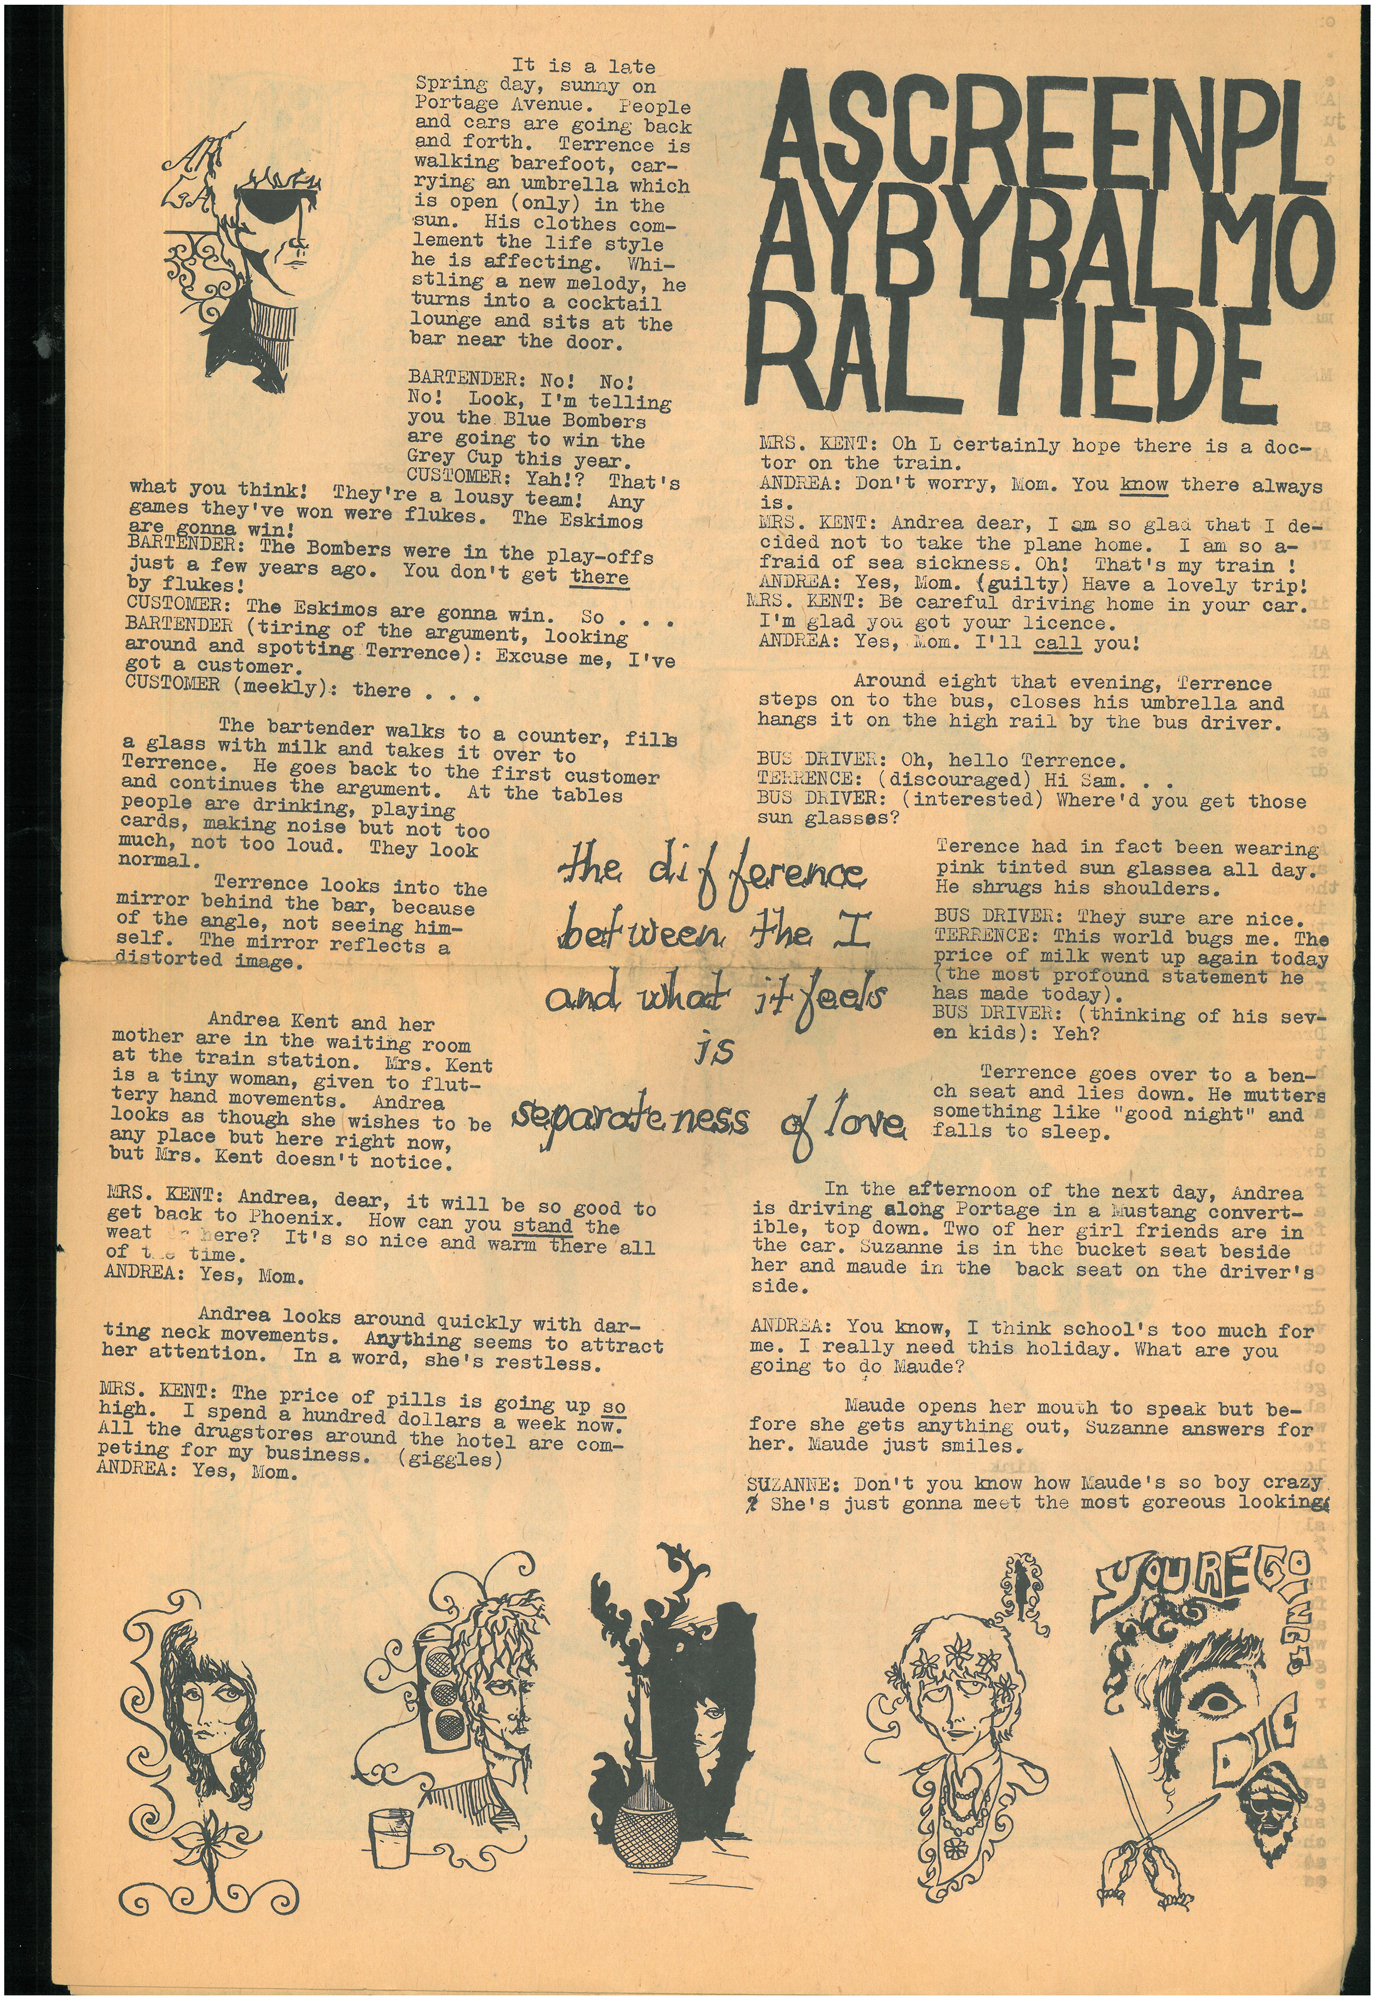 ASCREENPL
AYBYBALMO
RAL TIEDE
It is a late
Spring day, sunny on
Portage Avenue. People
and cars are going back
and forth. Terrence is
walking barefoot, car-
rying an umbrella which
is open (only) in the
sun. His clothes com-
lement the life style
he is affecting. Whi-
stling a new melody, he
turns into a cocktail
lounge and sits at the
bar near the door.
BARTENDER: No! No!
No! Look, I'm telling
you the Blue Bombers
are going to win the
Grey Cup this year.
CUSTOMER: Yah!? That's
what you think! They're a lousy team! Any
games they've won were flukes. The Eskimos
are gonna win!
BARTENDER: The Bombers were in the play-offs
just a few years ago. You don't get there
by flukes!
CUSTOMER: The Eskimos are gonna win. So . . .
BARTENDER (tiring of the argument, looking
around and spotting Terrence): Excuse me, I've
got a customer.
CUSTOMER (meekly): there . . .
The bartender walks to a counter, fills
a glass with milk and takes it over to
Terrence. He goes back to the first customer
and continues the argument. At the tables
people are drinking, playing
cards, making noise but not too
much, not too loud. They look
normal.
Terrence looks into the
mirror behind the bar, because
of the angle, not seeing him-
self. The mirror reflects a
distorted image.
Andrea Kent and her
mother are in the waiting room
at the train station. Mrs. Kent
is a tiny woman, given to flut-
tery hand movements. Andrea
looks as though she wishes to be
any place but here right now,
but Mrs. Kent doesn't notice.
MRS. KENT: Andrea, dear, it will be so good to
get back to Phoenix. How can you stand the
weat r here? It's so nice and warm there all
of the time.
ANDREA: Yes, Mom.
Andrea looks around quickly with dar-
ting neck movements. Anything seems to attract
her attention. In a word, she's restless.
MRS. KENT: The price of pills is going up so
high. I spend a hundred dollars a week now.
All the drugstores around the hotel are com-
peting for my business. (giggles)
ANDREA: Yes, Mom.
the difference
between the I
and what it feels
is
separateness of love
MRS. KENT: Oh I certainly hope there is a doc-
tor on the train.
ANDREA: Don't worry, Mom. You know there always
is.
MRS. KENT: Andrea dear, I am so glad that I de-
cided not to take the plane home. I am so a-
fraid of sea sickness. Oh! That's my train !
ANDREA: Yes, Mom. (guilty) Have a lovely trip!
MRS. KENT: Be careful driving home in your car.
I'm glad you got your licence.
ANDREA: Yes, Mom. I'll call you!
Around eight that evening, Terrence
steps on to the bus, closes his umbrella and
hangs it on the high rail by the bus driver.
BUS DRIVER: Oh, hello Terrence.
TERRENCE: (discouraged) Hi Sam. . .
BUS DRIVER: (interested) Where'd you get those
sun glasses?
Terence had in fact been wearing
pink tinted sun glassea all day.
He shrugs his shoulders.
BUS DRIVER: They sure are nice.
TERRENCE: This world bugs me. The
price of milk went up again today
(the most profound statement he
has made today).
BUS DRIVER: (thinking of his sev-
en kids): Yeh?
Terrence goes over to a ben-
ch seat and lies down. He mutters
something like "good night" and
falls to sleep.
In the afternoon of the next day, Andrea
is driving along Portage in a Mustang convert-
ible, top down. Two of her girl friends are in
the car. Suzanne is in the bucket seat beside
her and maude in the back seat on the driver's
side.
ANDREA: You know, I think school's too much for
me. I really need this holiday. What are you
going to do Maude?
Maude opens her mouth to speak but be-
fore she gets anything out, Suzanne answers for
her. Maude just smiles.
SUZANNE: Don't you know how Maude's so boy crazy
? She's just gonna meet the most goreous looking
YOU'RE GOING
DIG